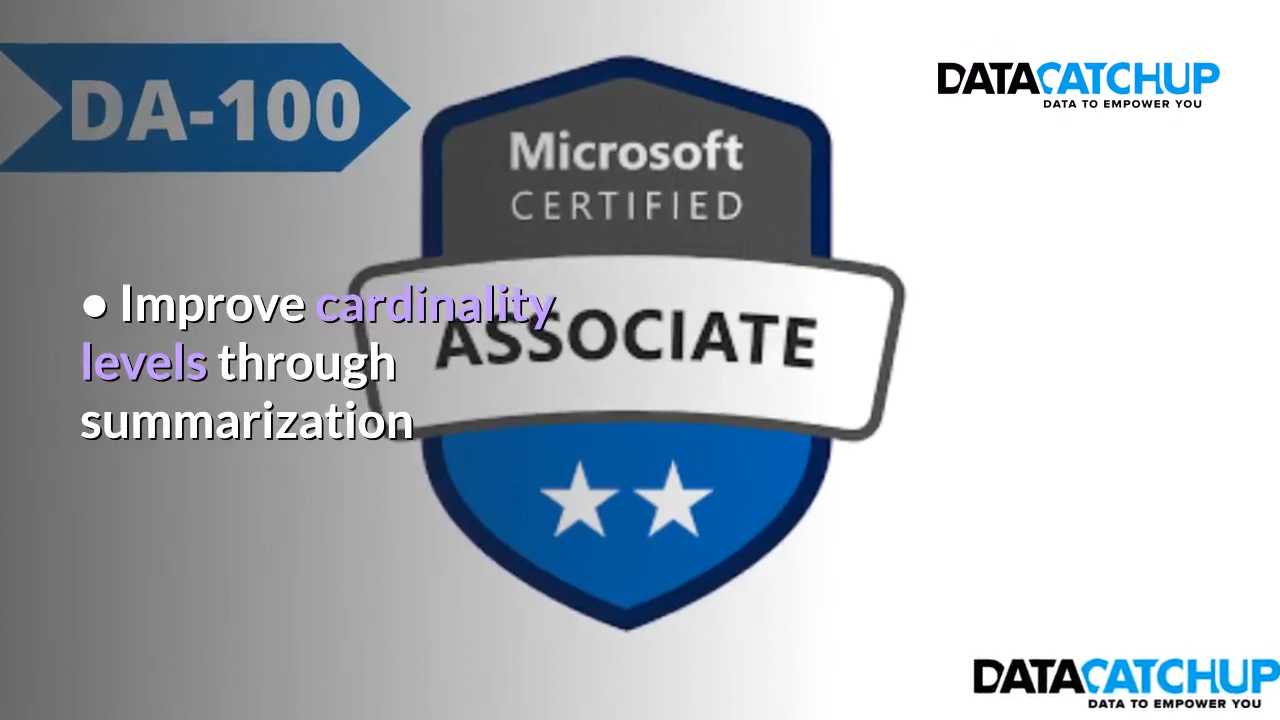 DA-100
DATACATCHUP
DATA TO EMPOWER YOU
Microsoft
CERTIFIED
ASSOCIATE
• Improve cardinality
levels through
summarization
DATACATCHUP
DATA TO EMPOWER YOU